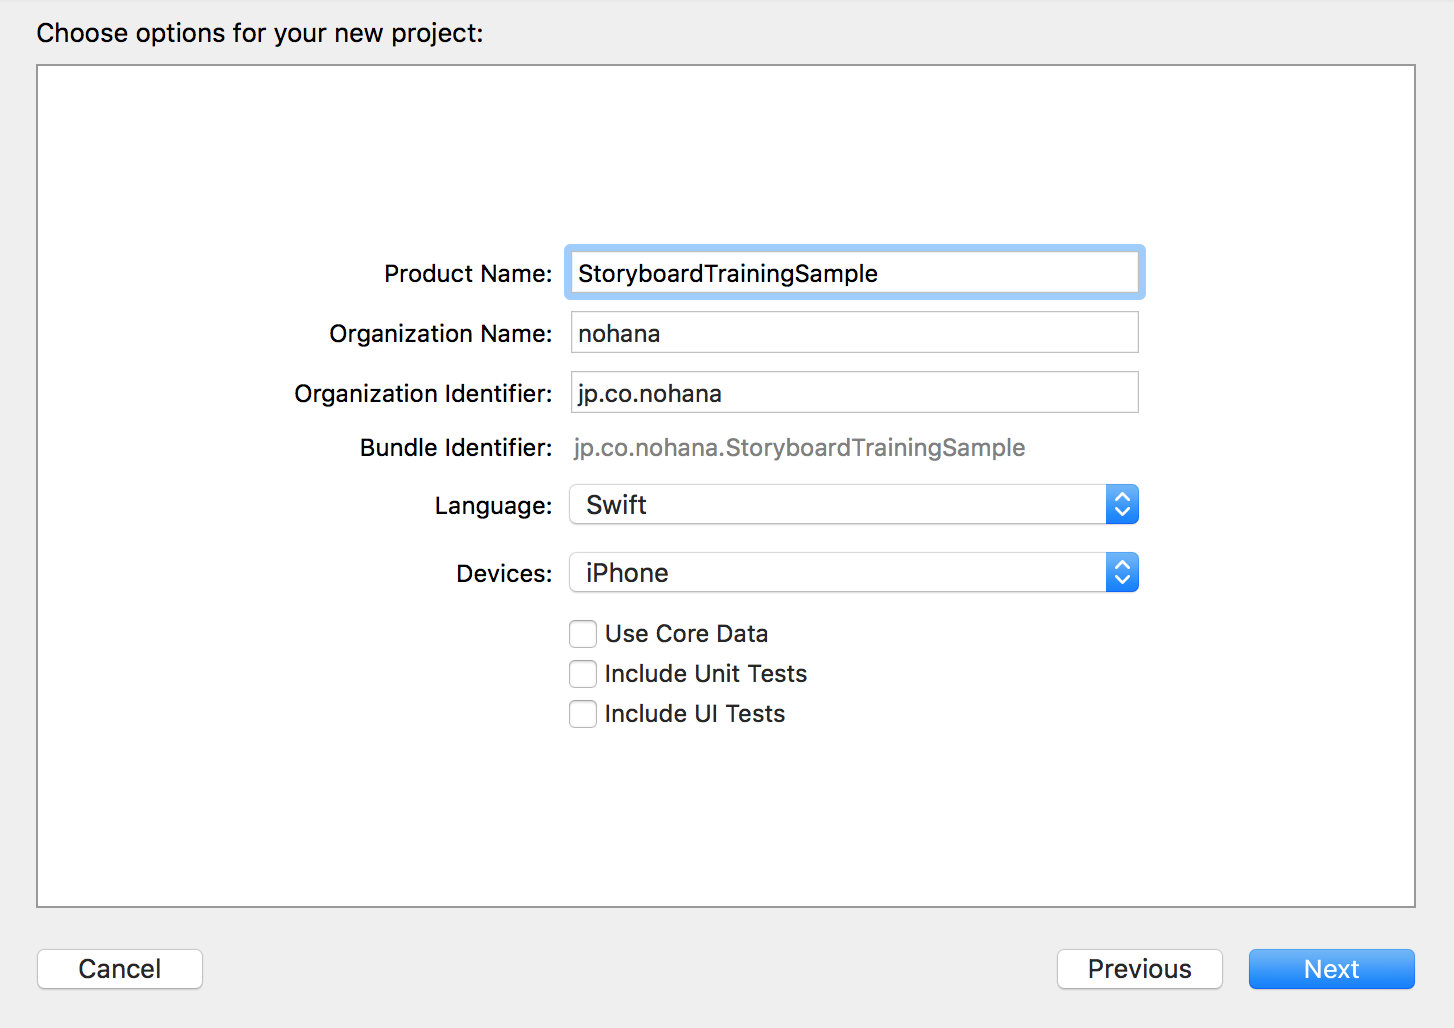 Choose options for your new project:
Product Name: StoryboardTrainingSample
Organization Name: nohana
Organization Identifier: jp.co.nohana
Bundle Identifier: jp.co.nohana.StoryboardTrainingSample
Language: Swift
Devices: iPhone
Use Core Data
Include Unit Tests
Include UI Tests
Cancel Previous Next